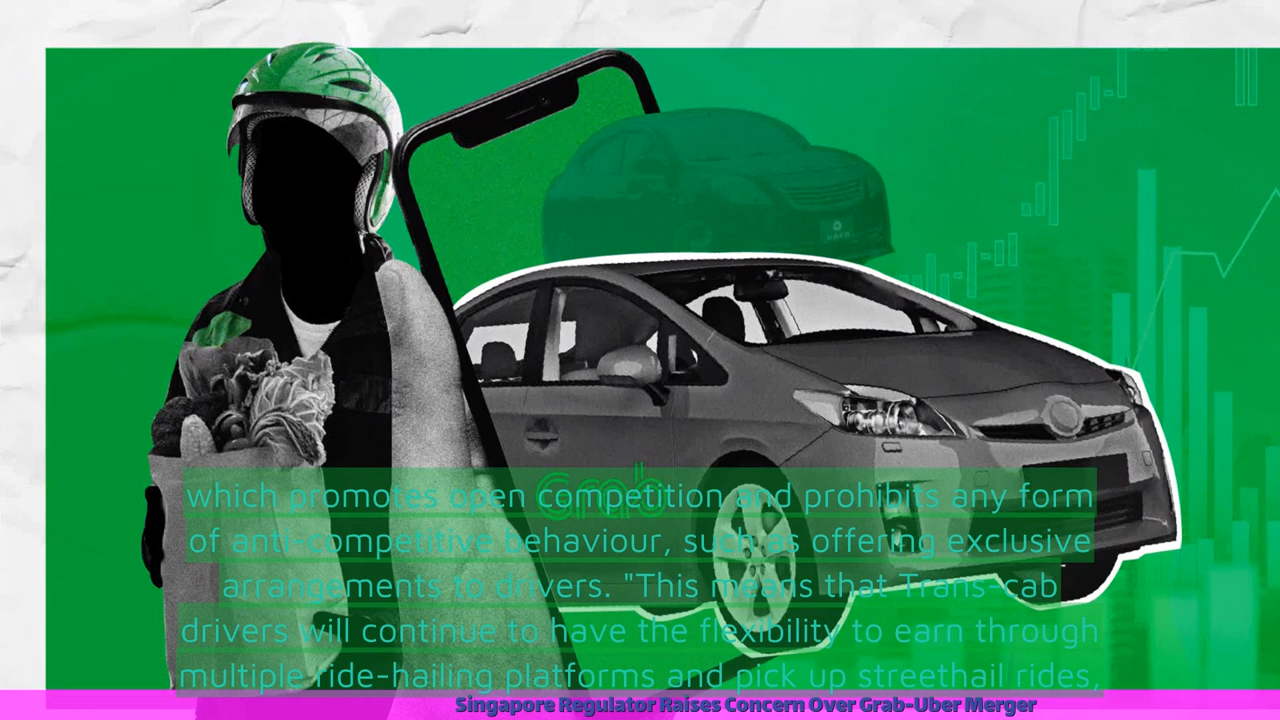 UBER
Grab
which promotes open competition and prohibits any form
of anti-competitive behaviour, such as offering exclusive
arrangements to drivers. "This means that Trans-cab
drivers will continue to have the flexibility to earn through
multiple ride-hailing platforms and pick up streethail rides,
Singapore Regulator Raises Concern Over Grab-Uber Merger